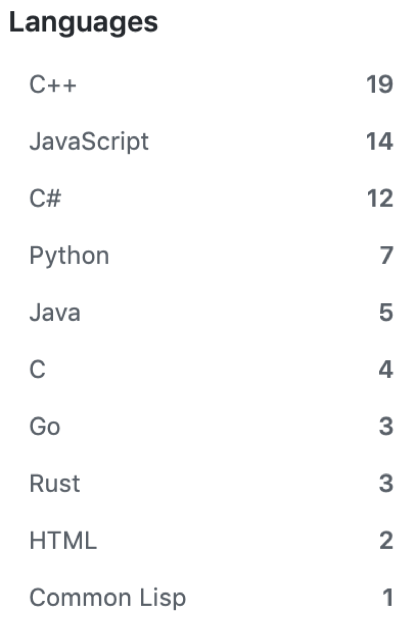 Languages
C++ 19
JavaScript 14
C# 12
Python 7
Java 5
C 4
Go 3
Rust 3
HTML 2
Common Lisp 1